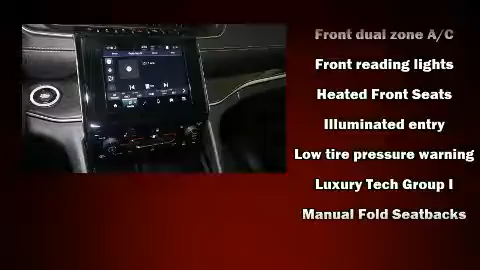 Front dual zone A/C
Front reading lights
Heated Front Seats
Illuminated entry
Low tire pressure warning
Luxury Tech Group I
Manual Fold Seatbacks